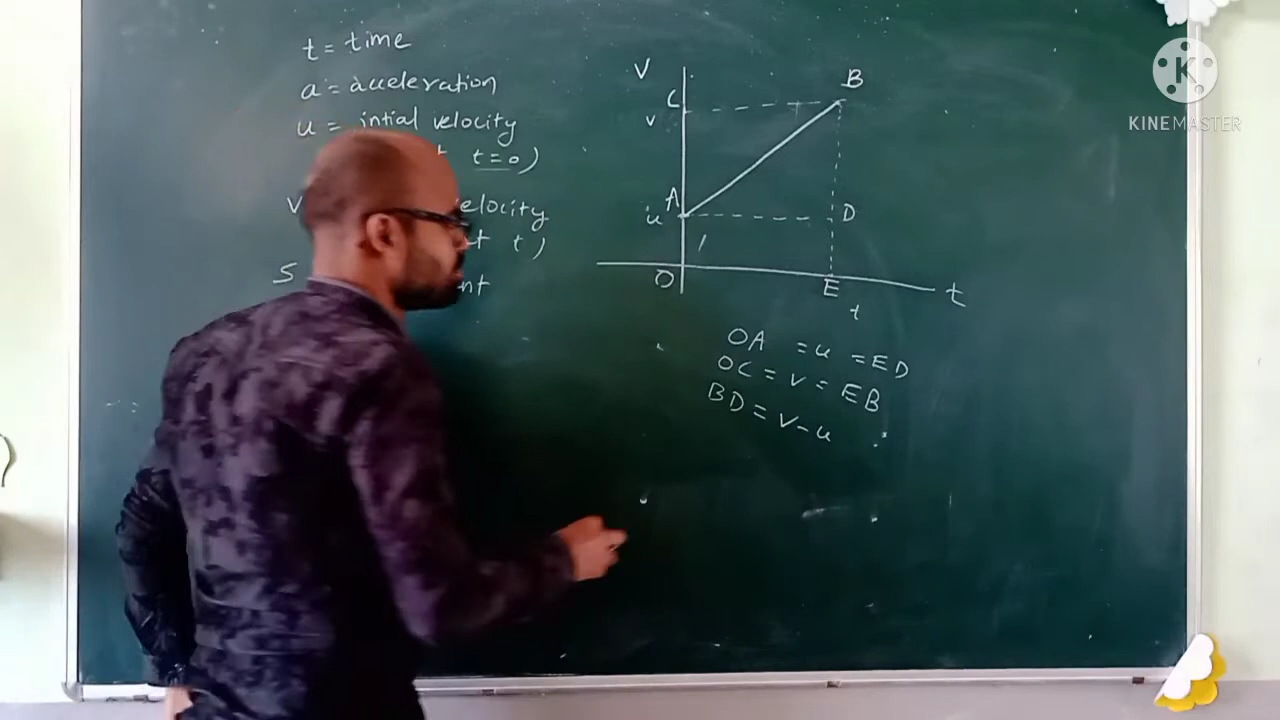 t = time
a = acceleration
u = intial velocity
t=0)
V elocity
t t)
S nt
V
C
v
B
A
u
D
O
E
t
t
OA = u = ED
OC = v = EB
BD = v-u
K
KINEMASTER